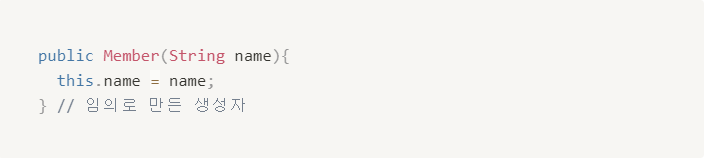 public Member(String name){
  this.name = name;
} // 임의로 만든 생성자